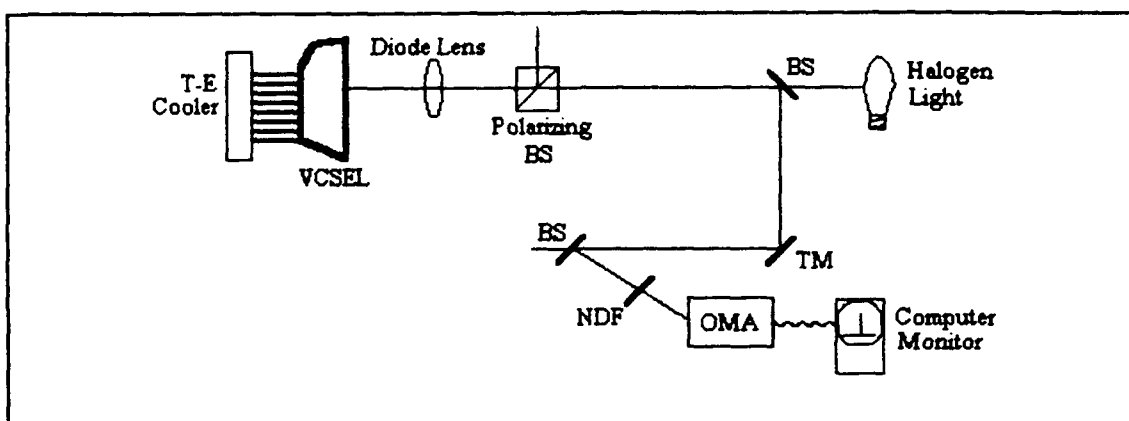 Diode Lens
T-E
Cooler
BS
Halogen
Light
Polarizing
BS
VCSEL
BS
TM
NDF
OMA
Computer
Monitor